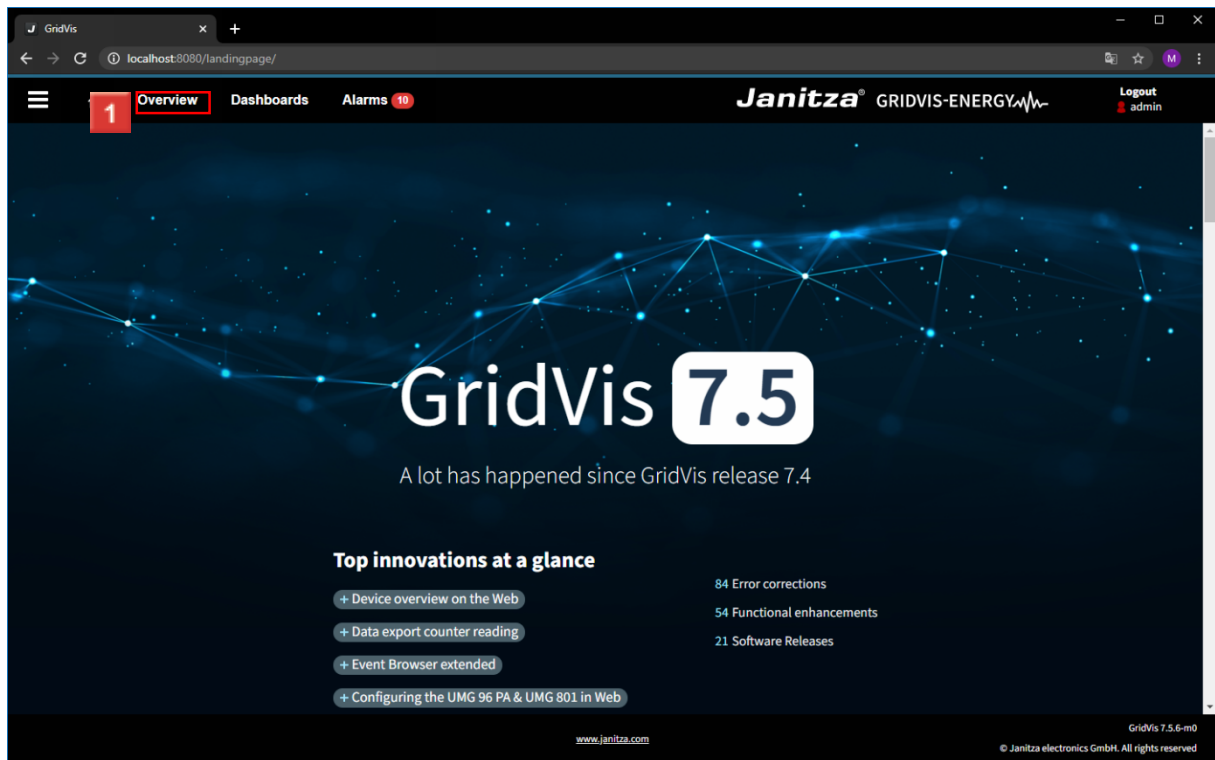 GridVis
localhost:8080/landingpage/
M
1
Overview Dashboards Alarms 10
Janitza® GRIDVIS-ENERGY
Logout
admin
GridVis 7.5
A lot has happened since GridVis release 7.4
Top innovations at a glance
+ Device overview on the Web
+ Data export counter reading
+ Event Browser extended
+ Configuring the UMG 96 PA & UMG 801 in Web
84 Error corrections
54 Functional enhancements
21 Software Releases
www.janitza.com
GridVis 7.5.6-m0
© Janitza electronics GmbH. All rights reserved